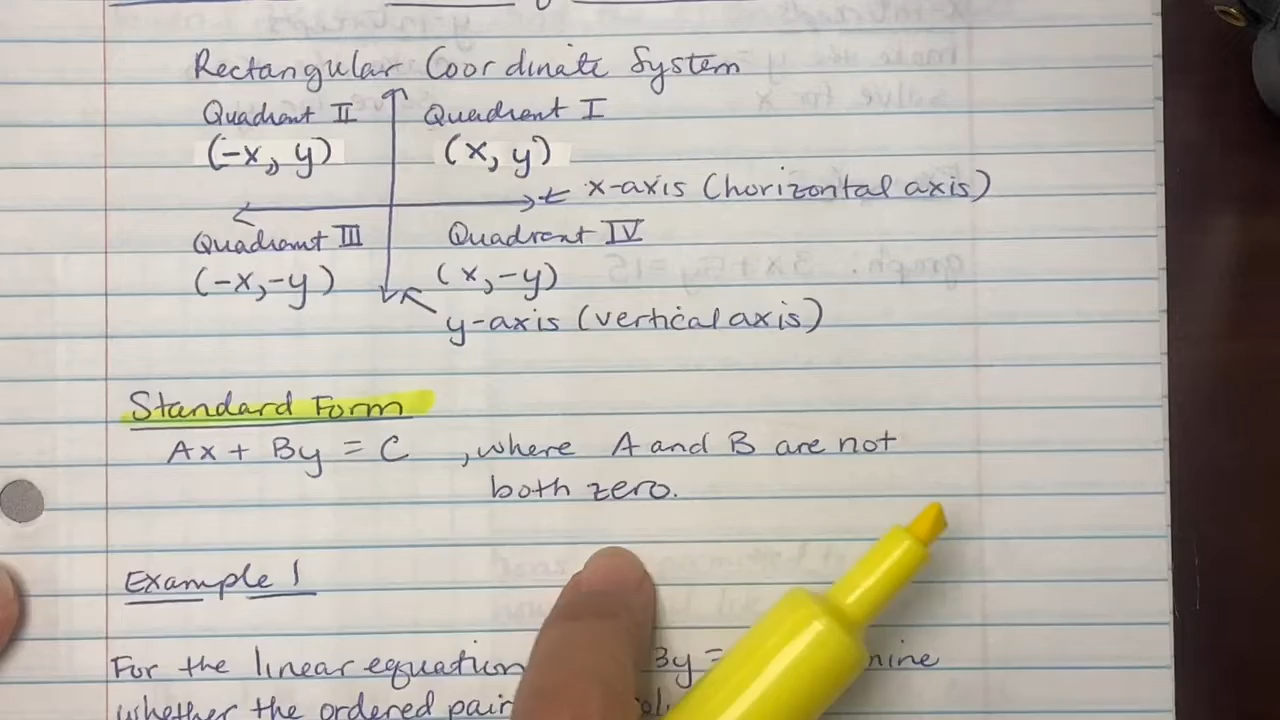 Rectangular Coordinate System
Quadrant II Quadrant I
(-x, y) (x, y)
x-axis (horizontal axis)
Quadrant III Quadrant IV
(-x, -y) (x, -y)
y-axis (vertical axis)
Standard Form
Ax + By = C , where A and B are not
both zero.
Example 1
For the linear equation 3y =
whether the ordered pair